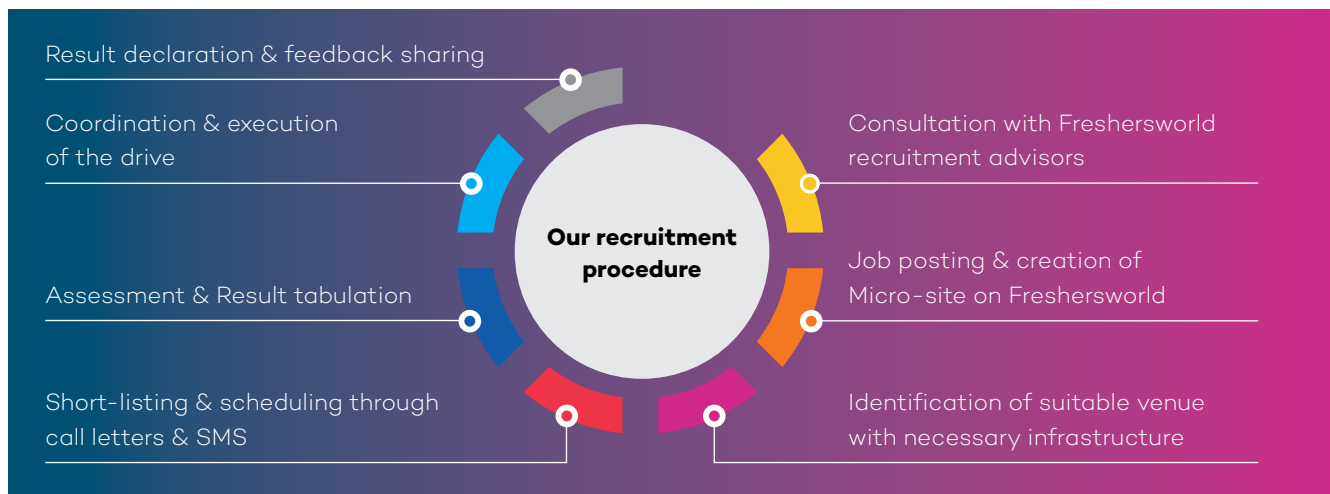 Result declaration & feedback sharing
Coordination & execution
of the drive
Assessment & Result tabulation
Short-listing & scheduling through
call letters & SMS
Our recruitment
procedure
Consultation with Freshersworld
recruitment advisors
Job posting & creation of
Micro-site on Freshersworld
Identification of suitable venue
with necessary infrastructure